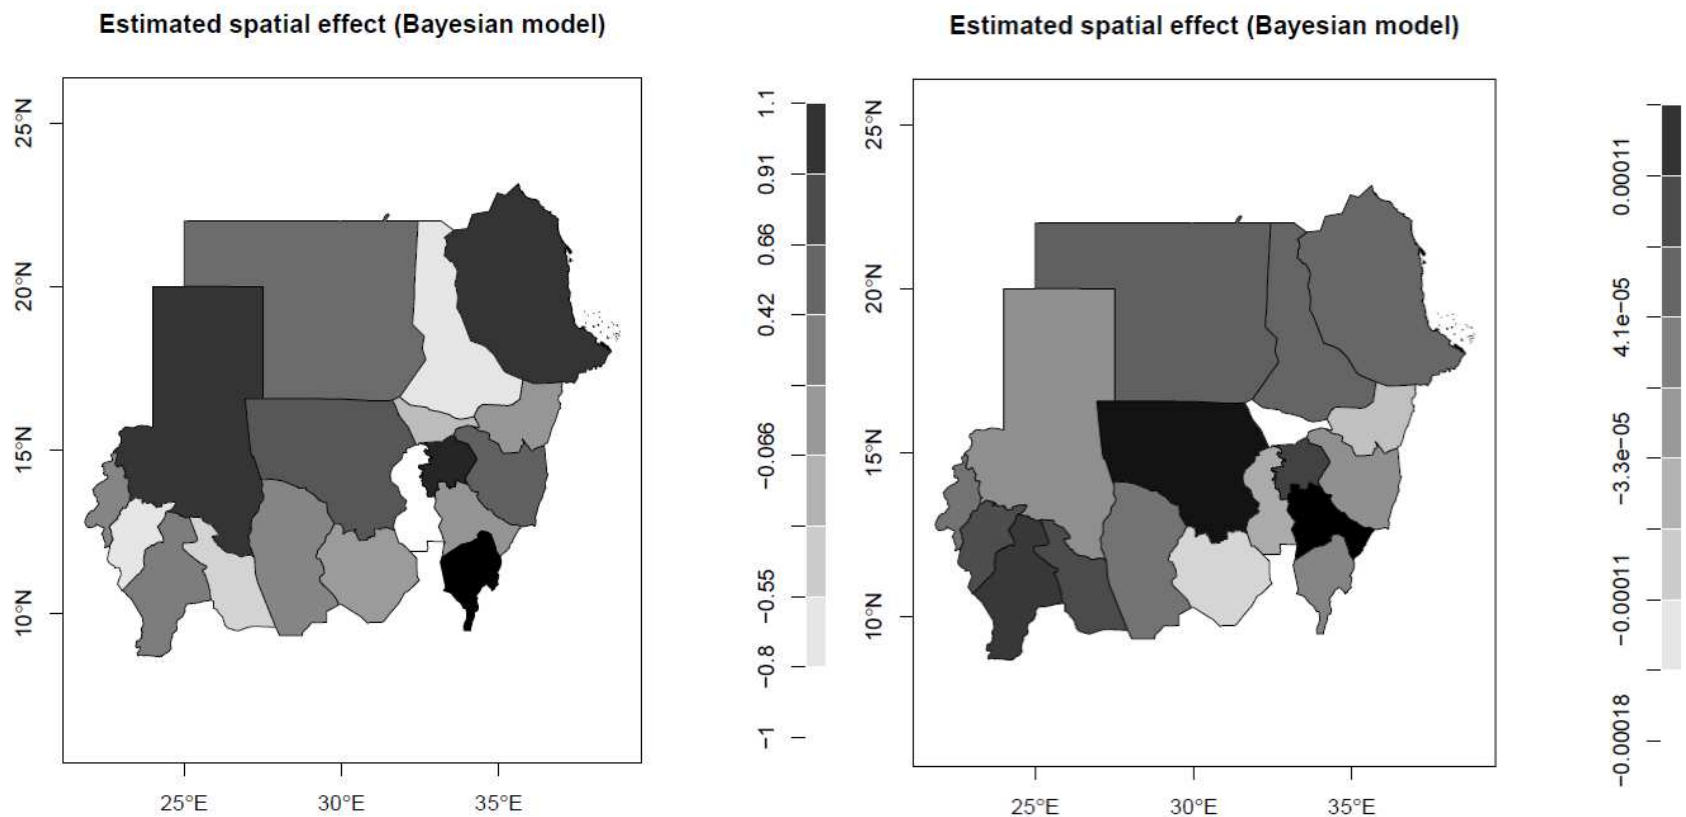 Estimated spatial effect (Bayesian model)
25°N
20°N
15°N
10°N
25°E
30°E
35°E
1.1
0.91
0.66
0.42
−0.066
−0.55
−0.8
−1
Estimated spatial effect (Bayesian model)
25°N
20°N
15°N
10°N
25°E
30°E
35°E
0.00011
4.1e−05
−3.3e−05
−0.00011
−0.00018